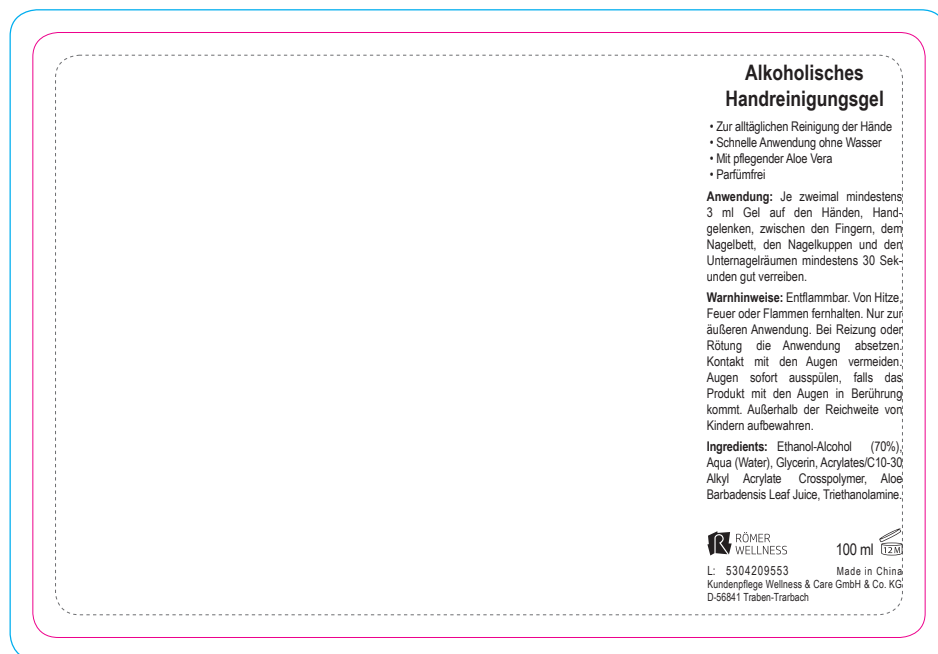 Alkoholisches
Handreinigungsgel
• Zur alltäglichen Reinigung der Hände
• Schnelle Anwendung ohne Wasser
• Mit pflegender Aloe Vera
• Parfümfrei
Anwendung: Je zweimal mindestens
3 ml Gel auf den Händen, Hand-
gelenken, zwischen den Fingern, dem
Nagelbett, den Nagelkuppen und den
Unternagelräumen mindestens 30 Sek-
unden gut verreiben.
Warnhinweise: Entflammbar. Von Hitze,
Feuer oder Flammen fernhalten. Nur zur
äußeren Anwendung. Bei Reizung oder
Rötung die Anwendung absetzen.
Kontakt mit den Augen vermeiden.
Augen sofort ausspülen, falls das
Produkt mit den Augen in Berührung
kommt. Außerhalb der Reichweite von
Kindern aufbewahren.
Ingredients: Ethanol-Alcohol (70%),
Aqua (Water), Glycerin, Acrylates/C10-30
Alkyl Acrylate Crosspolymer, Aloe
Barbadensis Leaf Juice, Triethanolamine.
R RÖMER
WELLNESS
100 ml 12M
L: 5304209553 Made in China
Kundenpflege Wellness & Care GmbH & Co. KG
D-56841 Traben-Trarbach